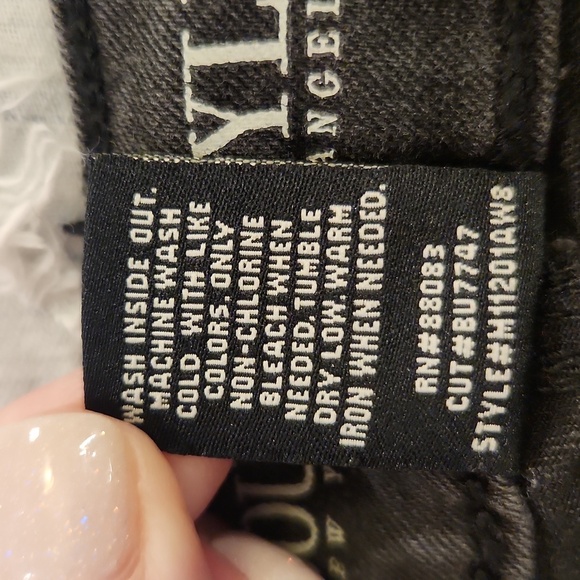 WASH INSIDE OUT.
MACHINE WASH
COLD WITH LIKE
COLORS. ONLY
NON-CHLORINE
BLEACH WHEN
NEEDED. TUMBLE
DRY LOW. WARM
IRON WHEN NEEDED.
RN#88083
CUT#BU7747
STYLE#M11201AW8